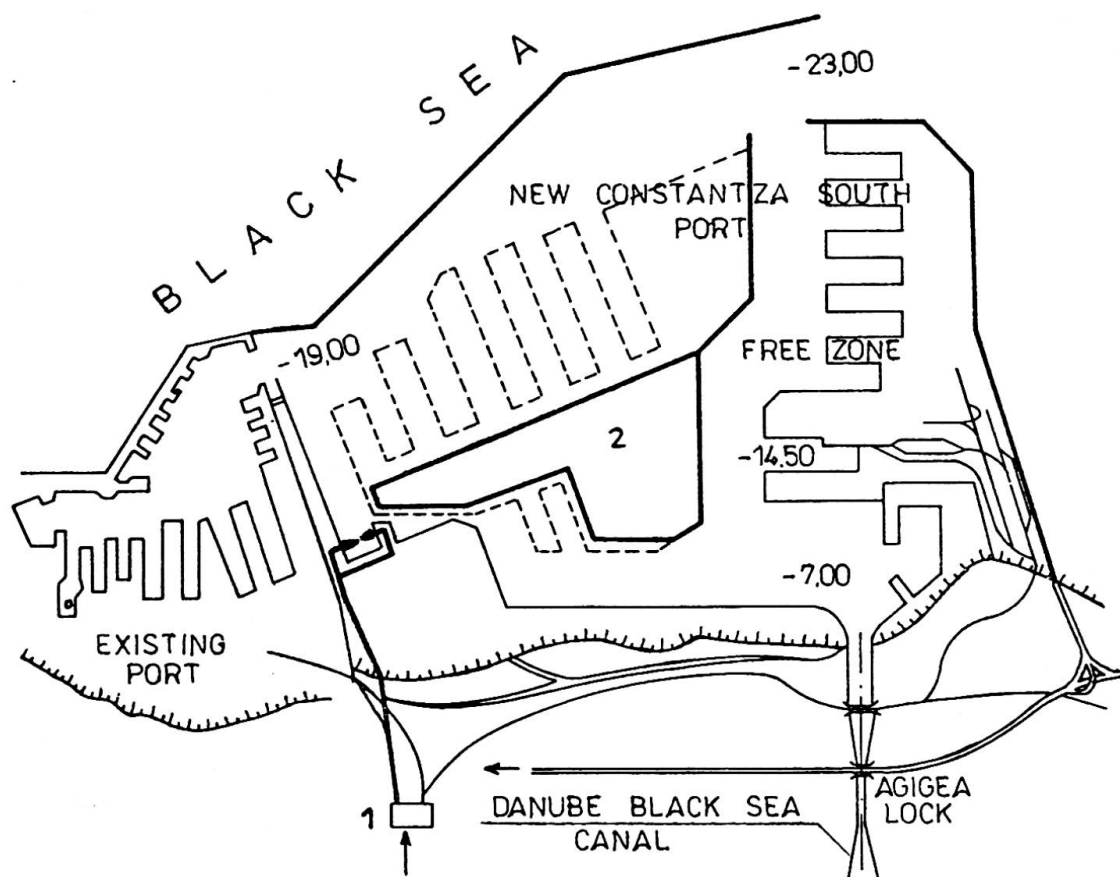 BLACK SEA
-23,00
NEW CONSTANTZA SOUTH
PORT
-19,00
FREE ZONE
2
-14.50
-7,00
EXISTING
PORT
1
AGIGEA
LOCK
DANUBE BLACK SEA
CANAL